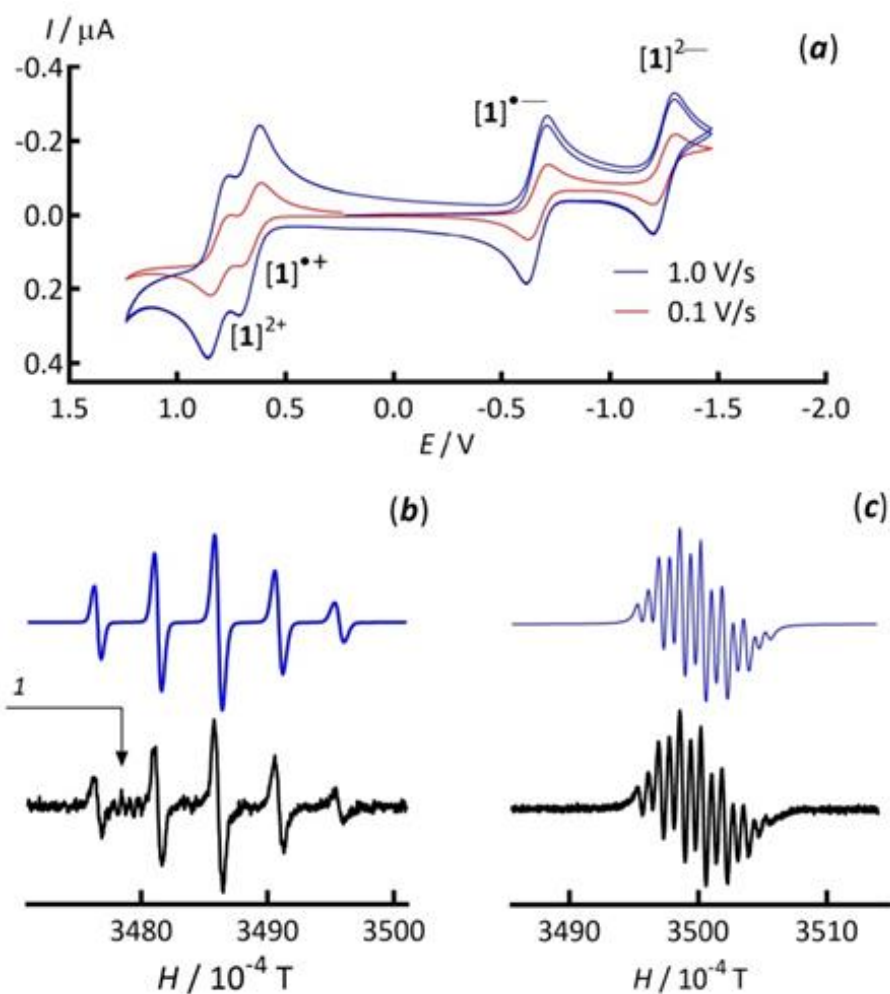 I / μA
(a)
-0.4
-0.2
0.0
0.2
0.4
[1]•—
[1]2—
[1]•+
[1]2+
1.0 V/s
0.1 V/s
1.5 1.0 0.5 0.0 -0.5 -1.0 -1.5 -2.0
E / V
(b)
1
3480 3490 3500
H / 10-4 T
(c)
3490 3500 3510
H / 10-4 T